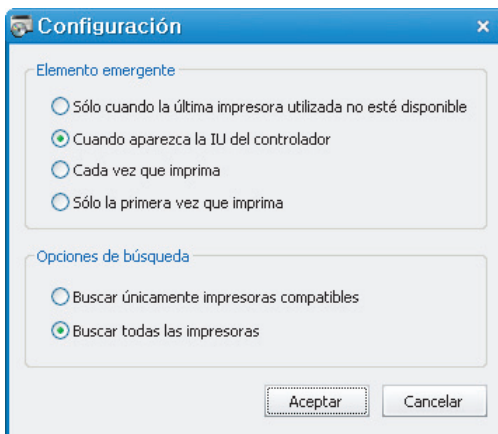 Configuración
Elemento emergente
Sólo cuando la última impresora utilizada no esté disponible
Cuando aparezca la IU del controlador
Cada vez que imprima
Sólo la primera vez que imprima
Opciones de búsqueda
Buscar únicamente impresoras compatibles
Buscar todas las impresoras
Aceptar Cancelar